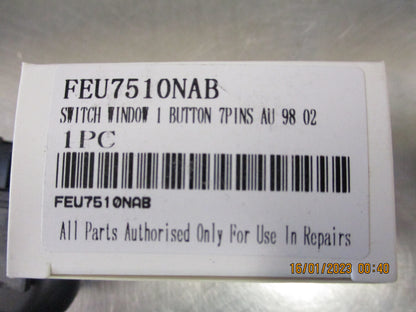 FEU7510NAB
SWITCH WINDOW 1 BUTTON 7PINS AU 98 02
1PC
FEU7510NAB
All Parts Authorised Only For Use In Repairs
16/01/2023 00:40